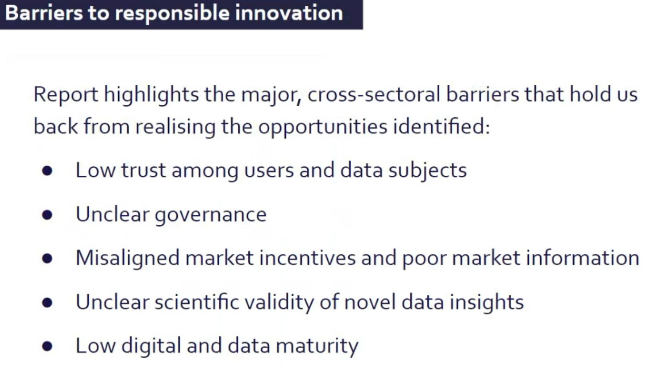 Barriers to responsible innovation
Report highlights the major, cross-sectoral barriers that hold us
back from realising the opportunities identified:
● Low trust among users and data subjects
● Unclear governance
● Misaligned market incentives and poor market information
● Unclear scientific validity of novel data insights
● Low digital and data maturity